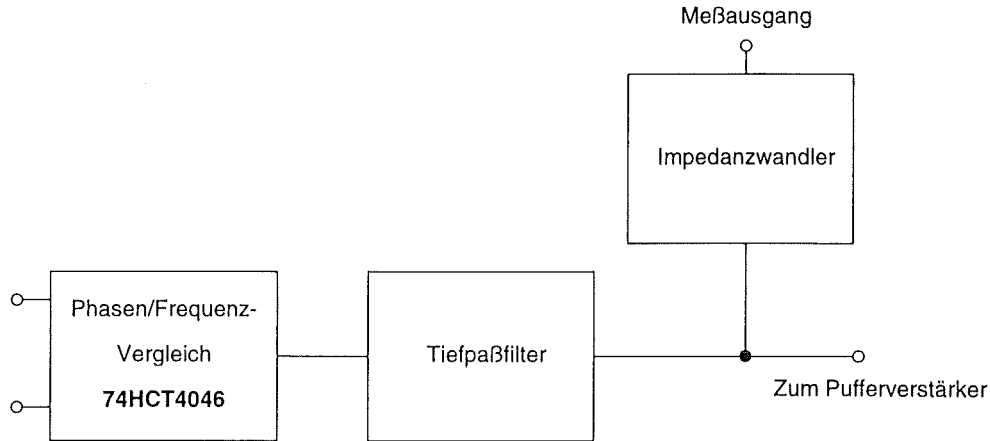 Meßausgang
Impedanzwandler
Phasen/Frequenz-
Vergleich
74HCT4046
Tiefpaßfilter
Zum Pufferverstärker